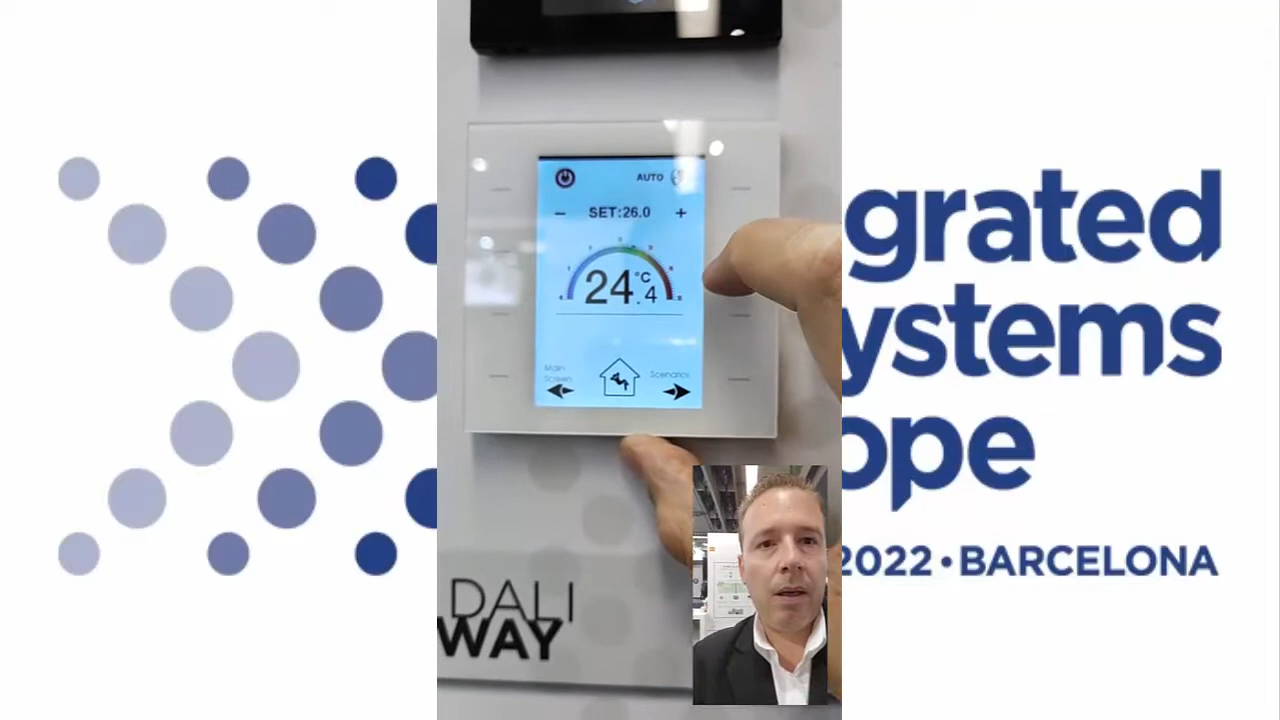 AUTO
− SET:26.0 +
24.4 °C
Main
Screen
Scenarios
DALI
WAY
grated
ystems
ope
2022 • BARCELONA